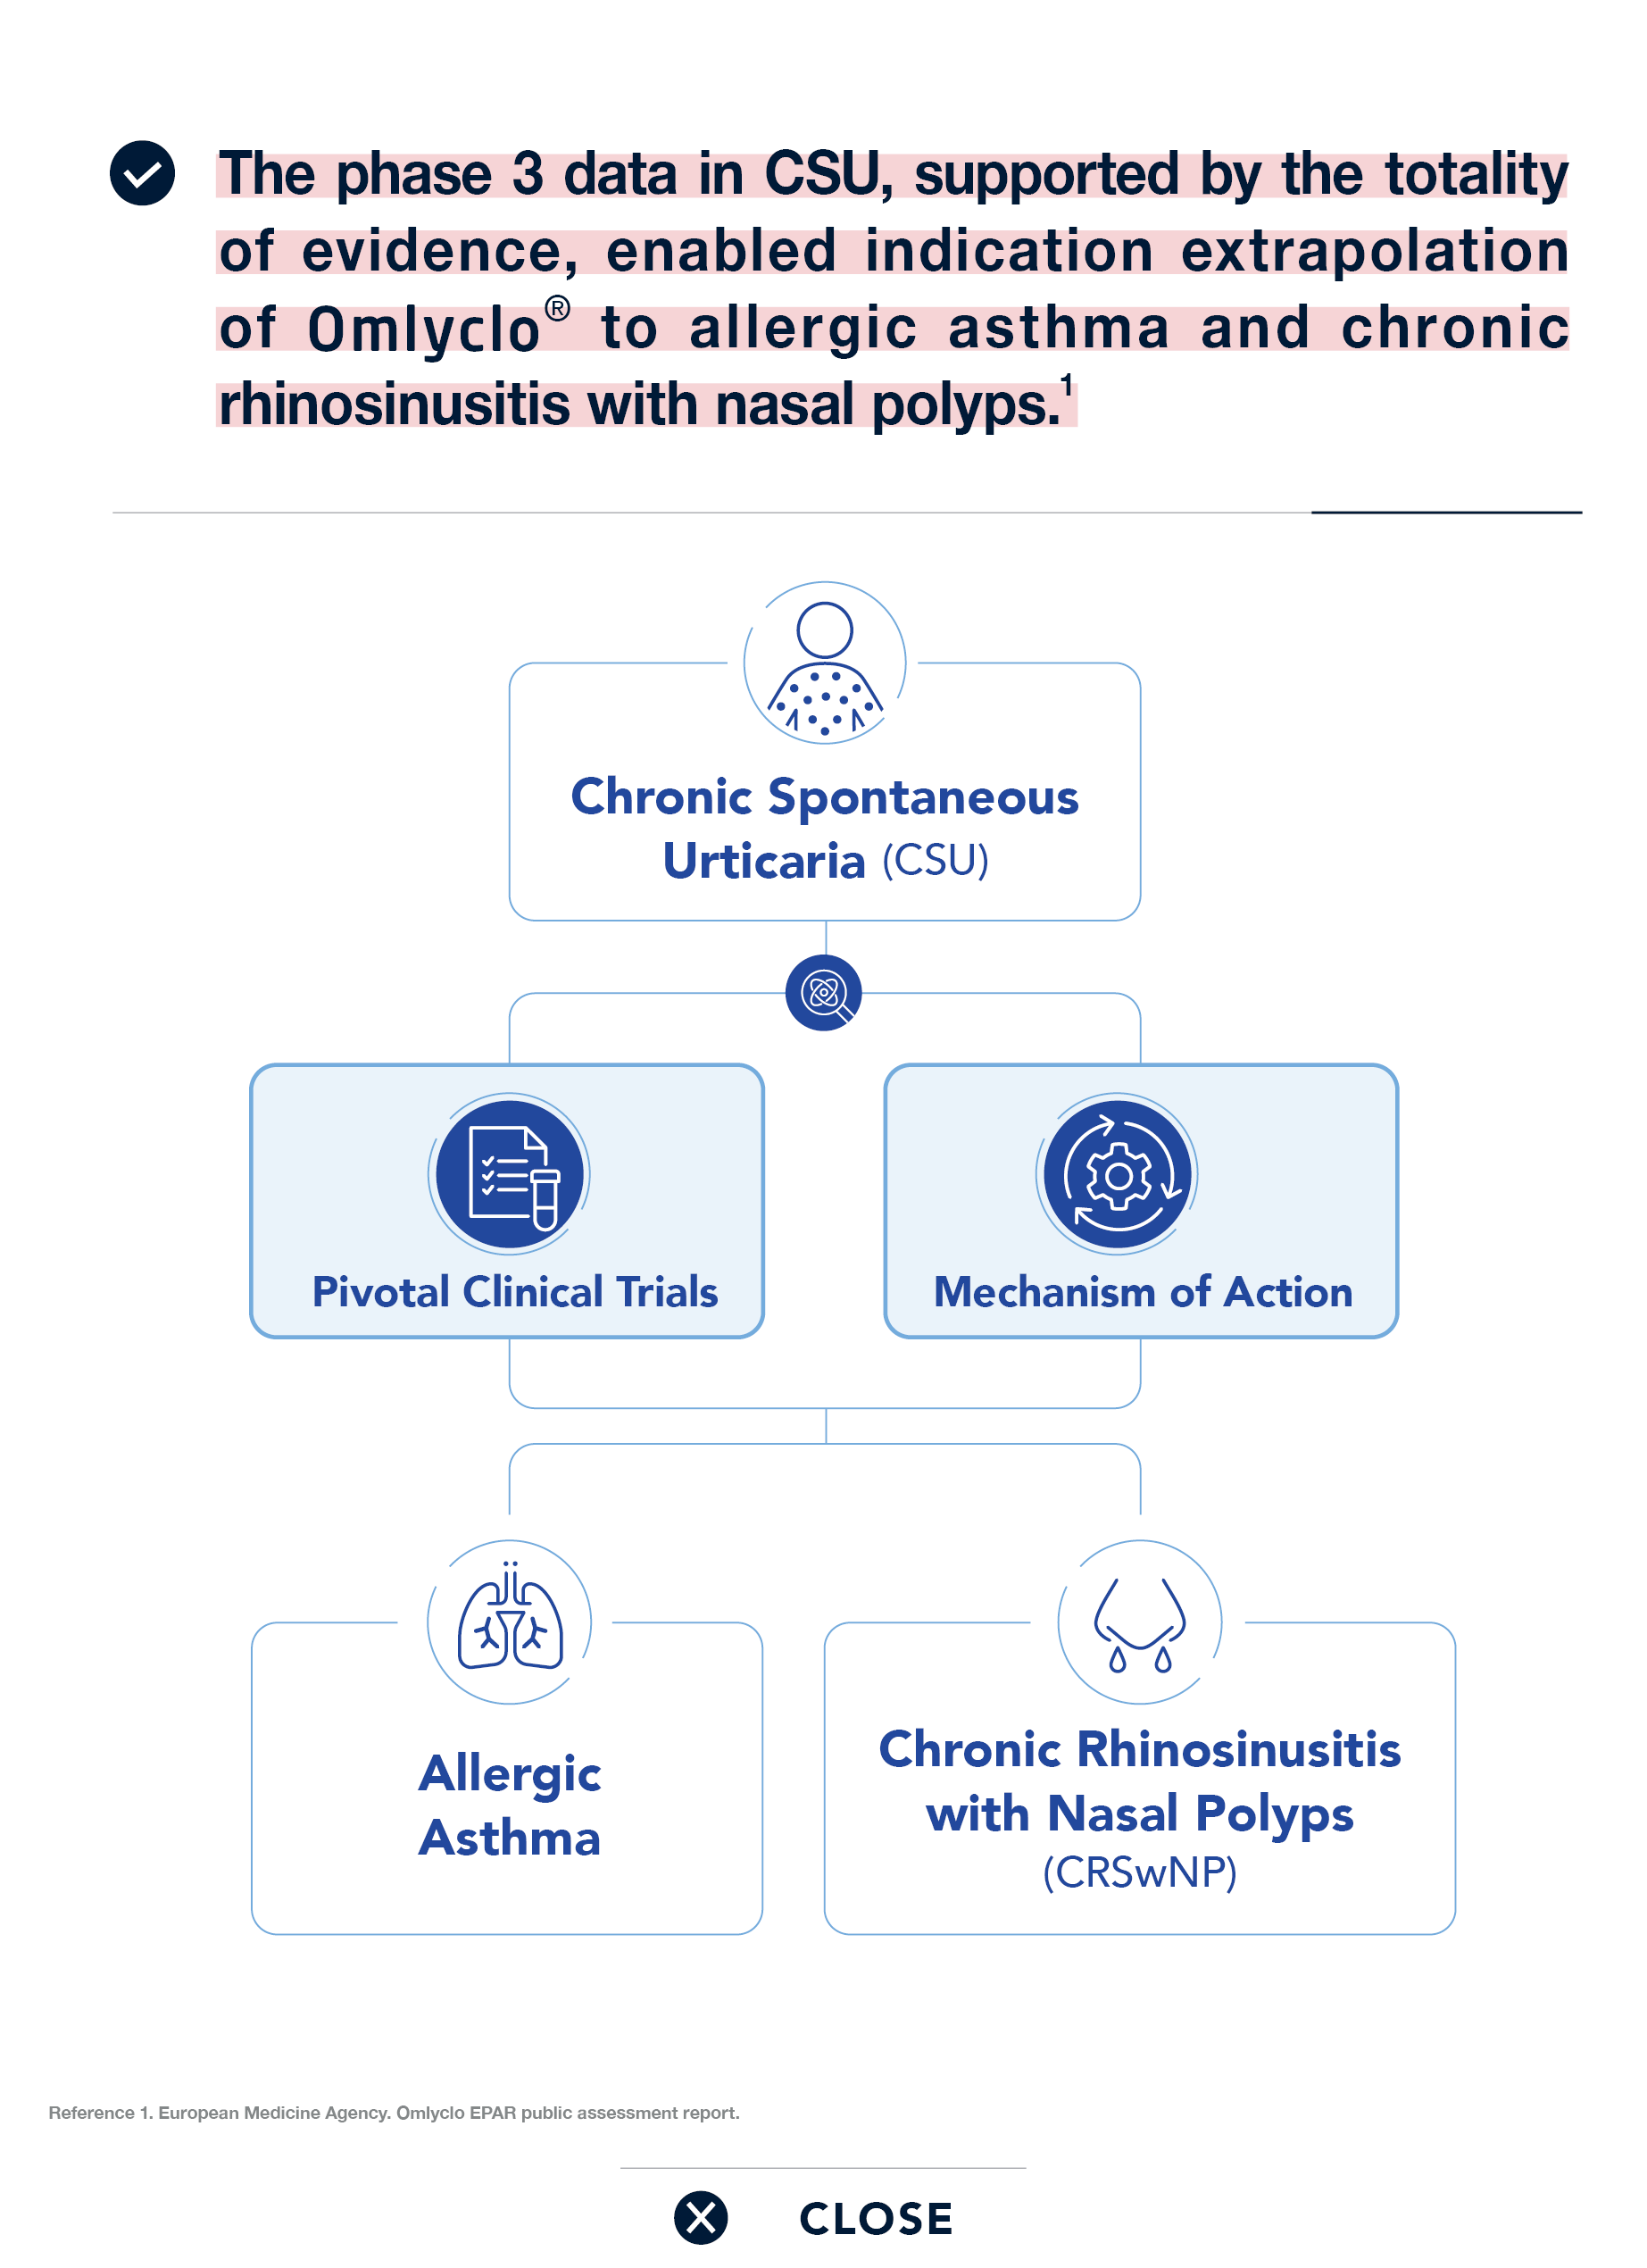 The phase 3 data in CSU, supported by the totality
of evidence, enabled indication extrapolation
of Omlyclo® to allergic asthma and chronic
rhinosinusitis with nasal polyps.1
Chronic Spontaneous
Urticaria (CSU)
Pivotal Clinical Trials
Mechanism of Action
Allergic
Asthma
Chronic Rhinosinusitis
with Nasal Polyps
(CRSwNP)
Reference 1. European Medicine Agency. Omlyclo EPAR public assessment report.
CLOSE